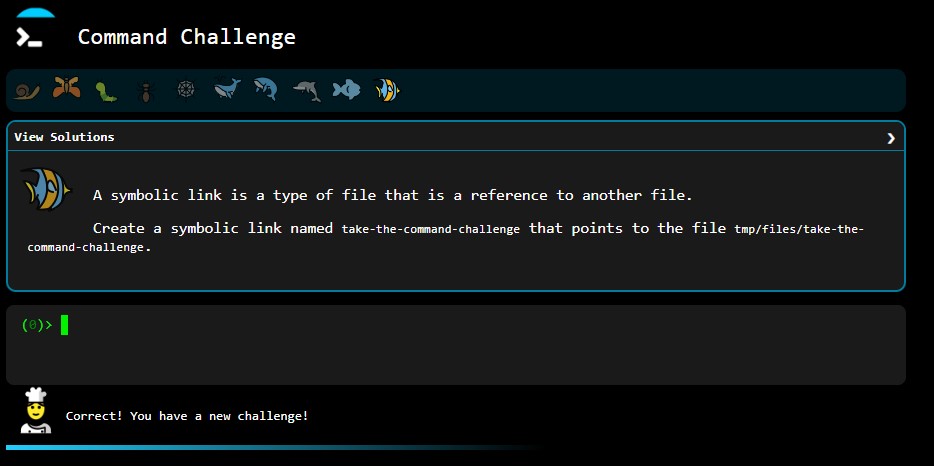 Command Challenge
View Solutions
A symbolic link is a type of file that is a reference to another file.
Create a symbolic link named take-the-command-challenge that points to the file tmp/files/take-the-
command-challenge.
(0)>
Correct! You have a new challenge!